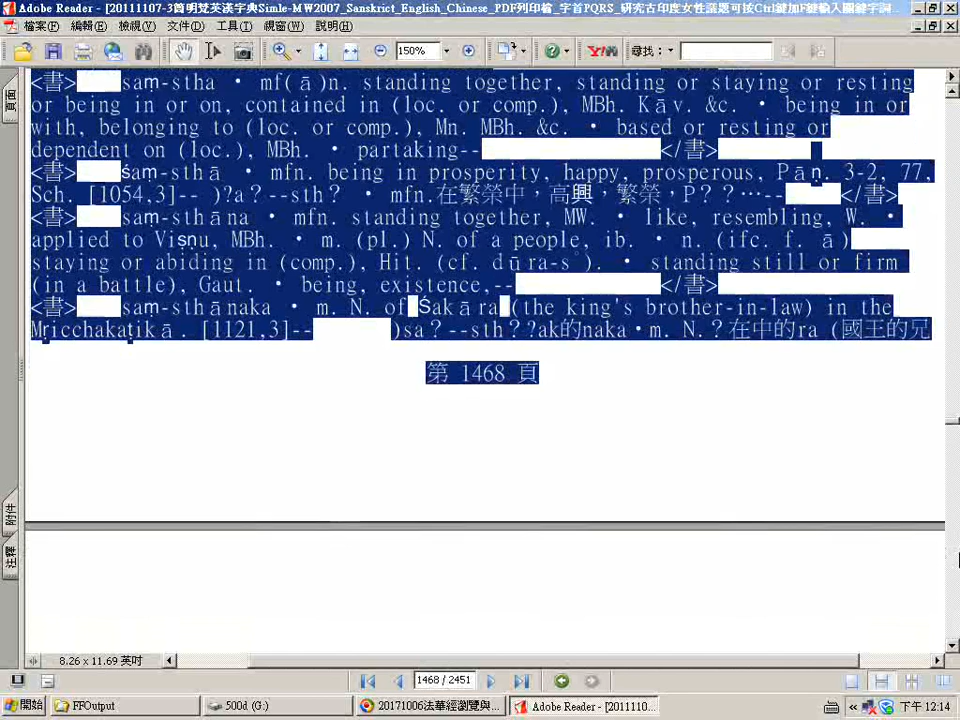 Adobe Reader - [20111107-3簡明梵英漢字典Simle-MW2007_Sanskrict_English_Chinese_PDF列印檔_字首PQRS_研究古印度女性議題可按Ctrl鍵加F鍵輸入關鍵字詞...
檔案(F) 編輯(E) 檢視(V) 文件(D) 工具(T) 視窗(W) 說明(H)
150% 尋找：
頁面
<書> saṃ-stha ‧ mf(ā)n. standing together, standing or staying or resting
or being in or on, contained in (loc. or comp.), MBh. Kāv. &c. ‧ being in or
with, belonging to (loc. or comp.), Mn. MBh. &c. ‧ based or resting or
dependent on (loc.), MBh. ‧ partaking-- </書>
<書> śaṃ-sthā ‧ mfn. being in prosperity, happy, prosperous, Pāṇ. 3-2, 77,
Sch. [1054,3]-- )?a？--sth？ ‧ mfn.在繁榮中，高興，繁榮，P？？…-- </書>
<書> saṃ-sthāna ‧ mfn. standing together, MW. ‧ like, resembling, W. ‧
applied to Viṣṇu, MBh. ‧ m. (pl.) N. of a people, ib. ‧ n. (ifc. f. ā)
staying or abiding in (comp.), Hit. (cf. dūra-s°). ‧ standing still or firm
(in a battle), Gaut. ‧ being, existence,-- </書>
<書> saṃ-sthānaka ‧ m. N. of Śakāra (the king's brother-in-law) in the
Mṛicchakaṭikā. [1121,3]-- )sa？--sth？?ak的naka‧m. N.？在中的ra (國王的兄
第 1468 頁
附件
注釋
8.26 x 11.69 英吋
1468 / 2451
開始 FFOutput 500d (G:) 20171006法華經瀏覽與... Adobe Reader - [2011110... 下午 12:14